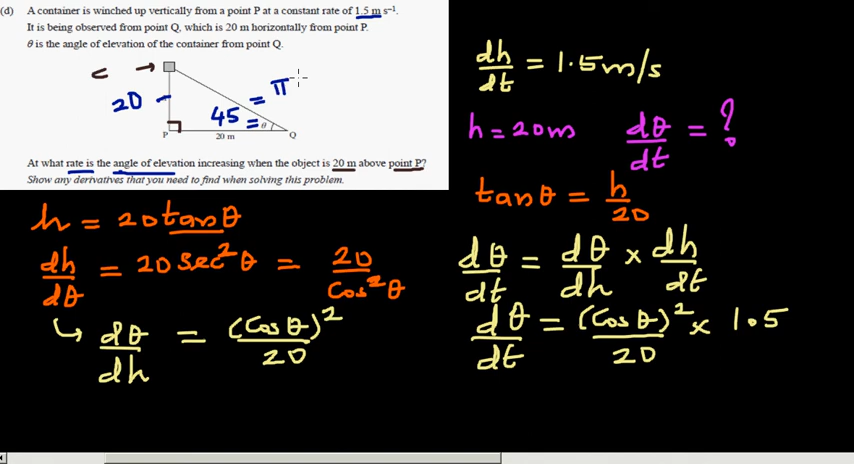 (d) A container is winched up vertically from a point P at a constant rate of 1.5 m s⁻¹.
It is being observed from point Q, which is 20 m horizontally from point P.
θ is the angle of elevation of the container from point Q.
C →
20
45 = π
=
θ
P
20 m
Q
At what rate is the angle of elevation increasing when the object is 20 m above point P?
Show any derivatives that you need to find when solving this problem.
h = 20 tanθ
dh/dθ = 20 Sec²θ = 20/Cos²θ
↳ dθ/dh = (Cosθ)²/20
dh/dt = 1.5 m/s
h = 20m dθ/dt = ?
tanθ = h/20
dθ/dt = dθ/dh × dh/dt
dθ/dt = (Cosθ)²/20 × 1.5